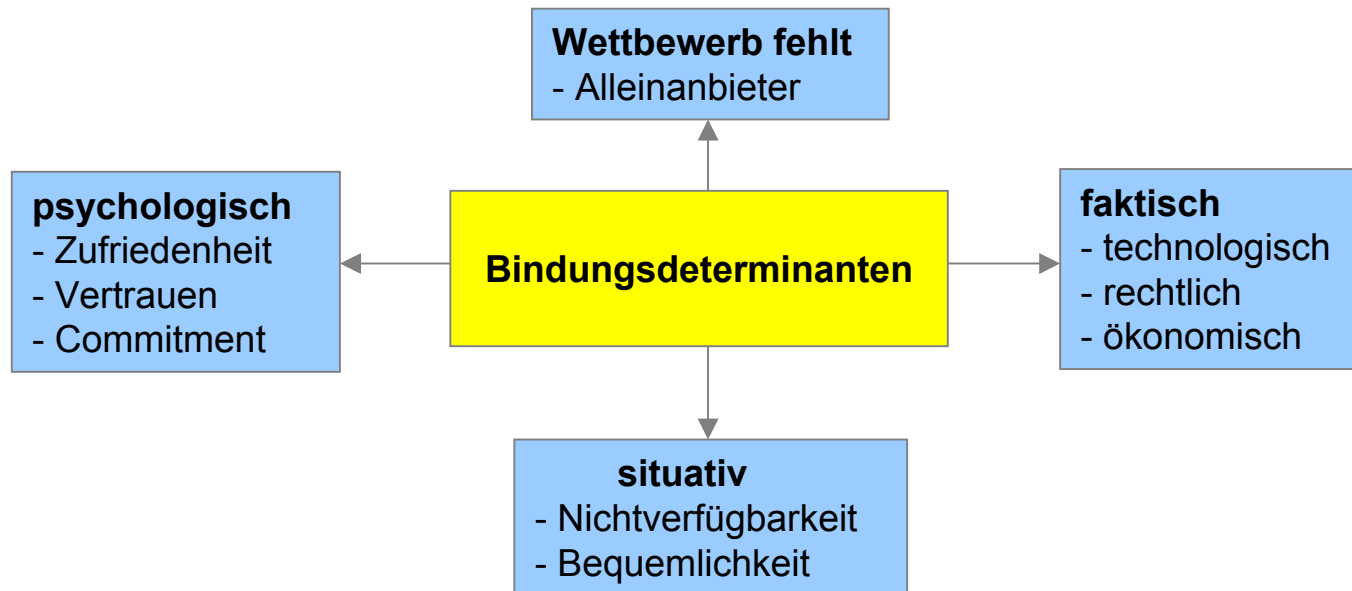 Wettbewerb fehlt
- Alleinanbieter
psychologisch
- Zufriedenheit
- Vertrauen
- Commitment
Bindungsdeterminanten
faktisch
- technologisch
- rechtlich
- ökonomisch
situativ
- Nichtverfügbarkeit
- Bequemlichkeit